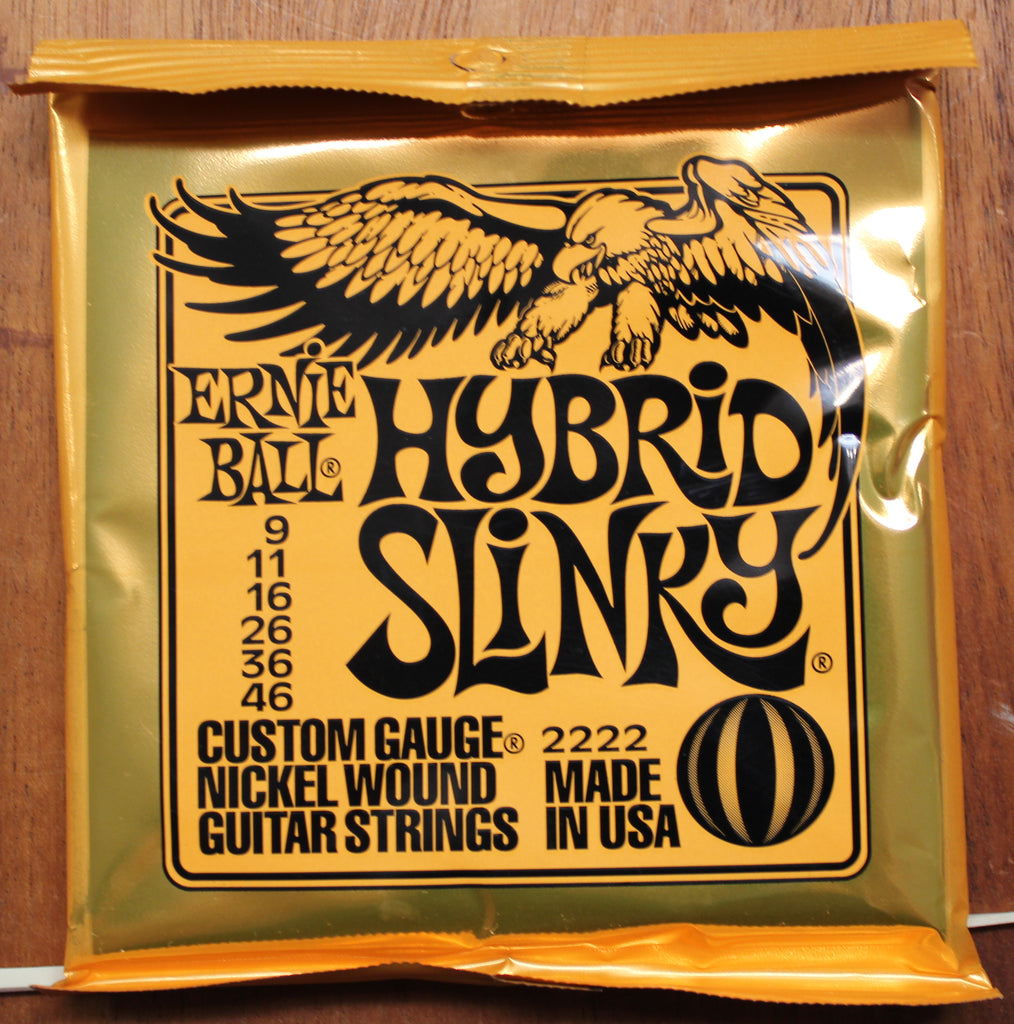 ERNiE
BALL®
HYBRiD
SLiNKY®
9
11
16
26
36
46
CUSTOM GAUGE®
NICKEL WOUND
GUITAR STRINGS
2222
MADE
IN USA